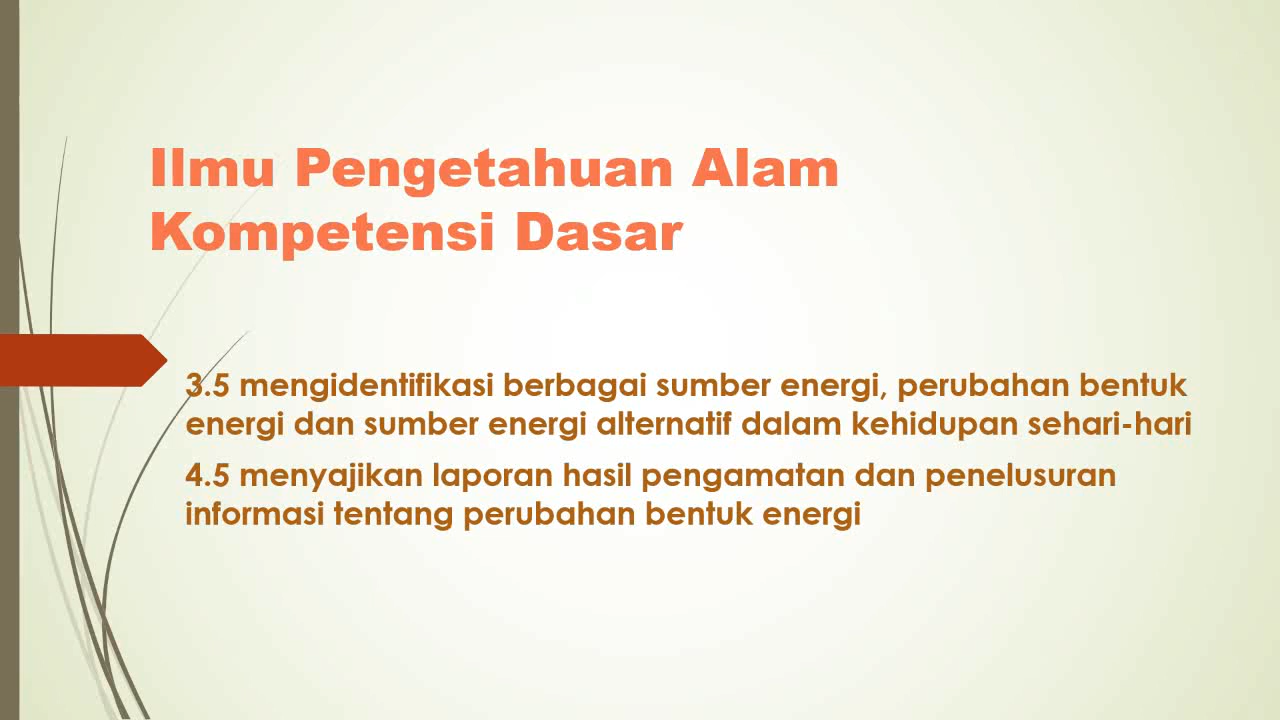 Ilmu Pengetahuan Alam
Kompetensi Dasar
3.5 mengidentifikasi berbagai sumber energi, perubahan bentuk
energi dan sumber energi alternatif dalam kehidupan sehari-hari
4.5 menyajikan laporan hasil pengamatan dan penelusuran
informasi tentang perubahan bentuk energi